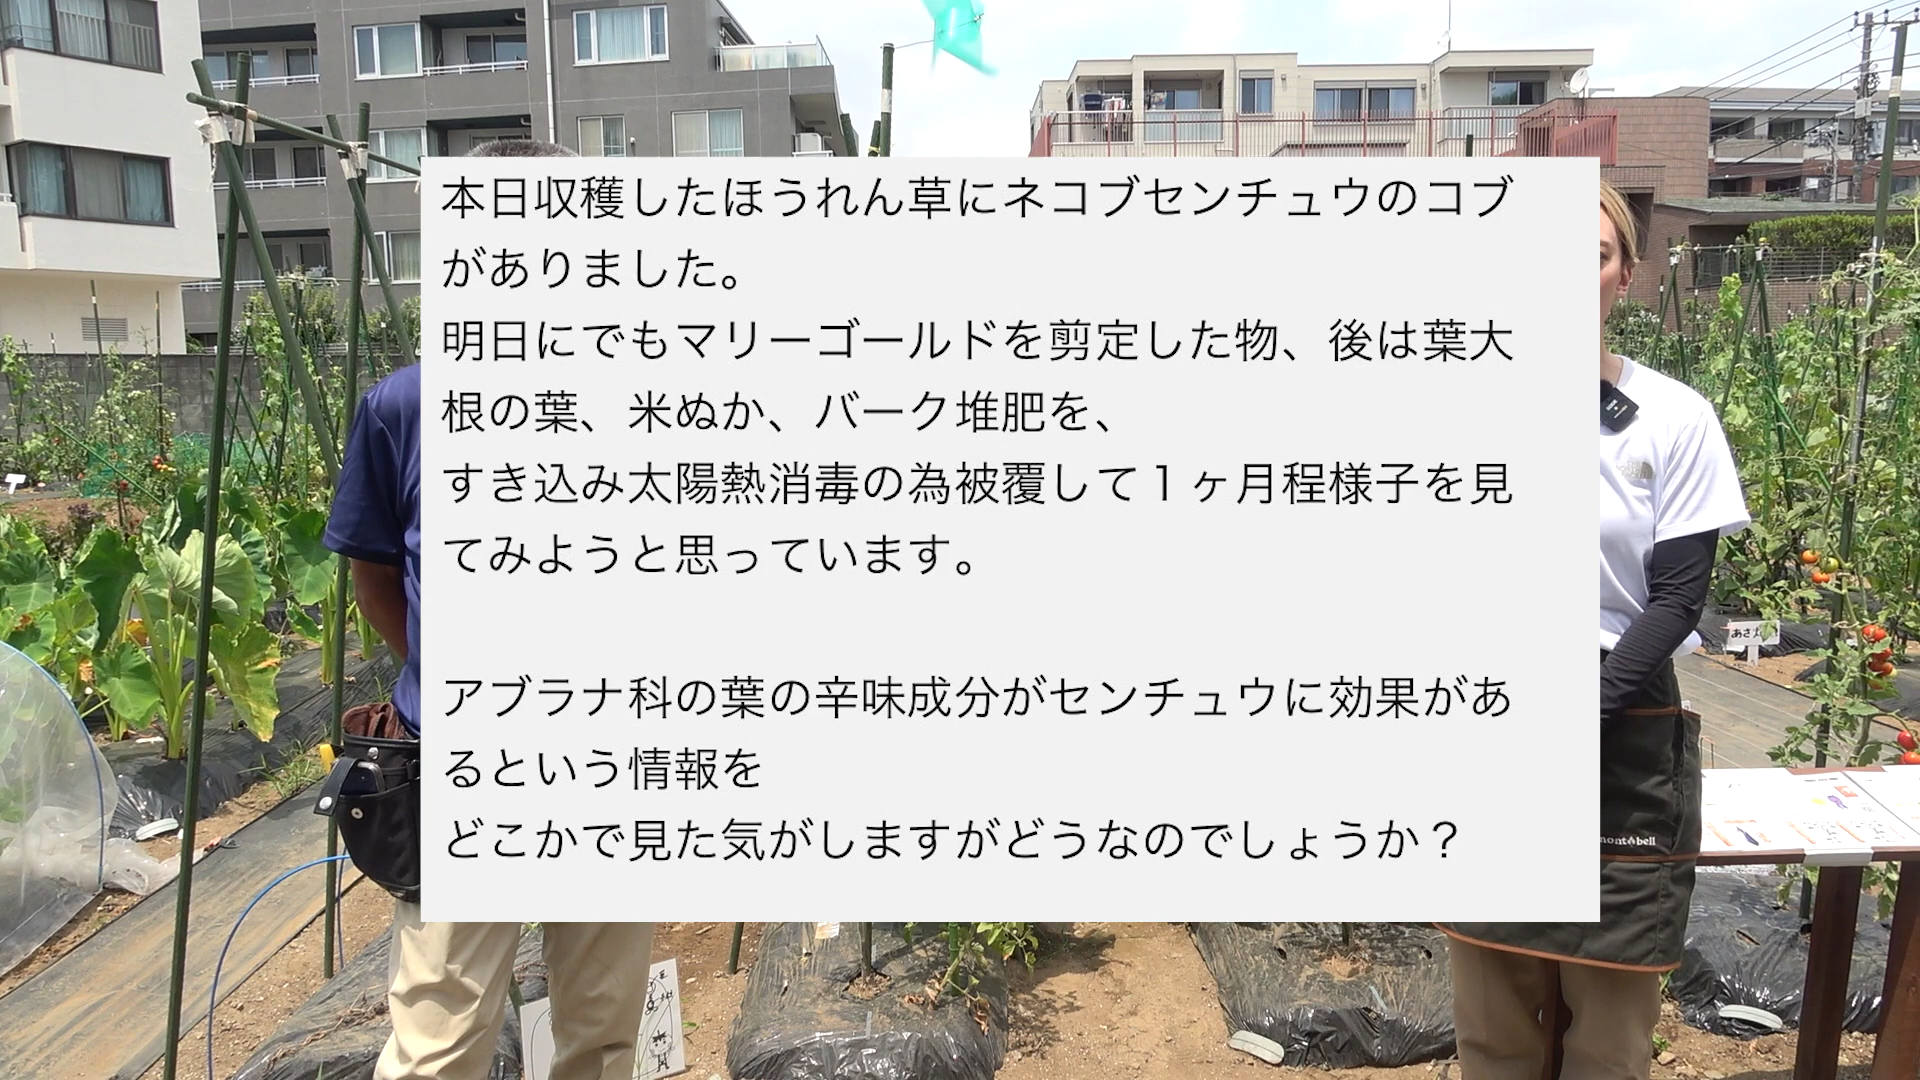 本日収穫したほうれん草にネコブセンチュウのコブ
がありました。
明日にでもマリーゴールドを剪定した物、後は葉大
根の葉、米ぬか、バーク堆肥を、
すき込み太陽熱消毒の為被覆して１ヶ月程様子を見
てみようと思っています。
アブラナ科の葉の辛味成分がセンチュウに効果があ
るという情報を
どこかで見た気がしますがどうなのでしょうか？
mont bell